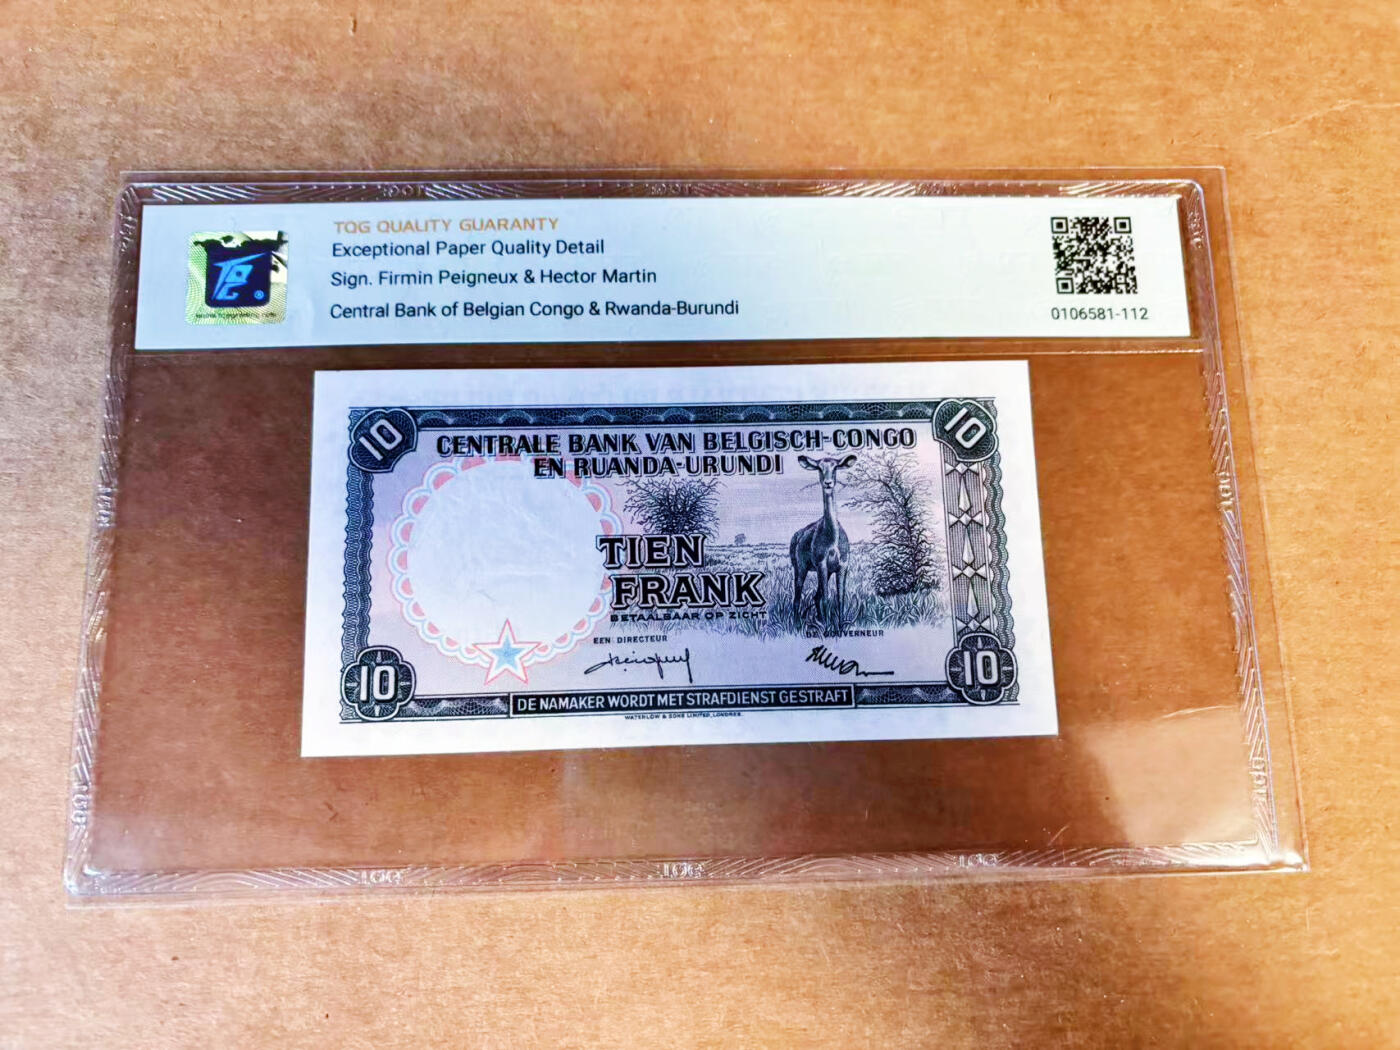 TQG QUALITY GUARANTY
Exceptional Paper Quality Detail
Sign. Firmin Peigneux & Hector Martin
Central Bank of Belgian Congo & Rwanda-Burundi
0106581-112
10
10
CENTRALE BANK VAN BELGISCH-CONGO
EN RUANDA-URUNDI
TIEN
FRANK
BETAALBAAR OP ZICHT
EEN DIRECTEUR
DE GOUVERNEUR
10
10
DE NAMAKER WORDT MET STRAFDIENST GESTRAFT
WATERLOW & SONS LIMITED, LONDRES.